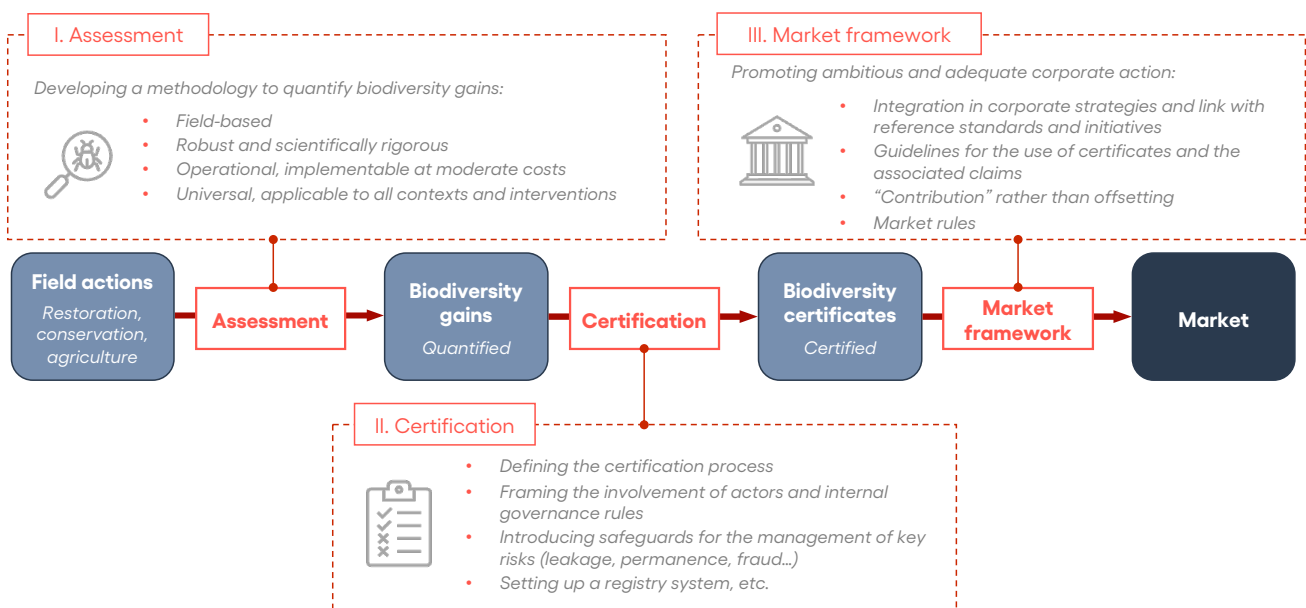 I. Assessment
Developing a methodology to quantify biodiversity gains:
• Field-based
• Robust and scientifically rigorous
• Operational, implementable at moderate costs
• Universal, applicable to all contexts and interventions
III. Market framework
Promoting ambitious and adequate corporate action:
• Integration in corporate strategies and link with
reference standards and initiatives
• Guidelines for the use of certificates and the
associated claims
• “Contribution” rather than offsetting
• Market rules
Field actions
Restoration,
conservation,
agriculture
Assessment
Biodiversity
gains
Quantified
Certification
Biodiversity
certificates
Certified
Market
framework
Market
II. Certification
• Defining the certification process
• Framing the involvement of actors and internal
governance rules
• Introducing safeguards for the management of key
risks (leakage, permanence, fraud…)
• Setting up a registry system, etc.